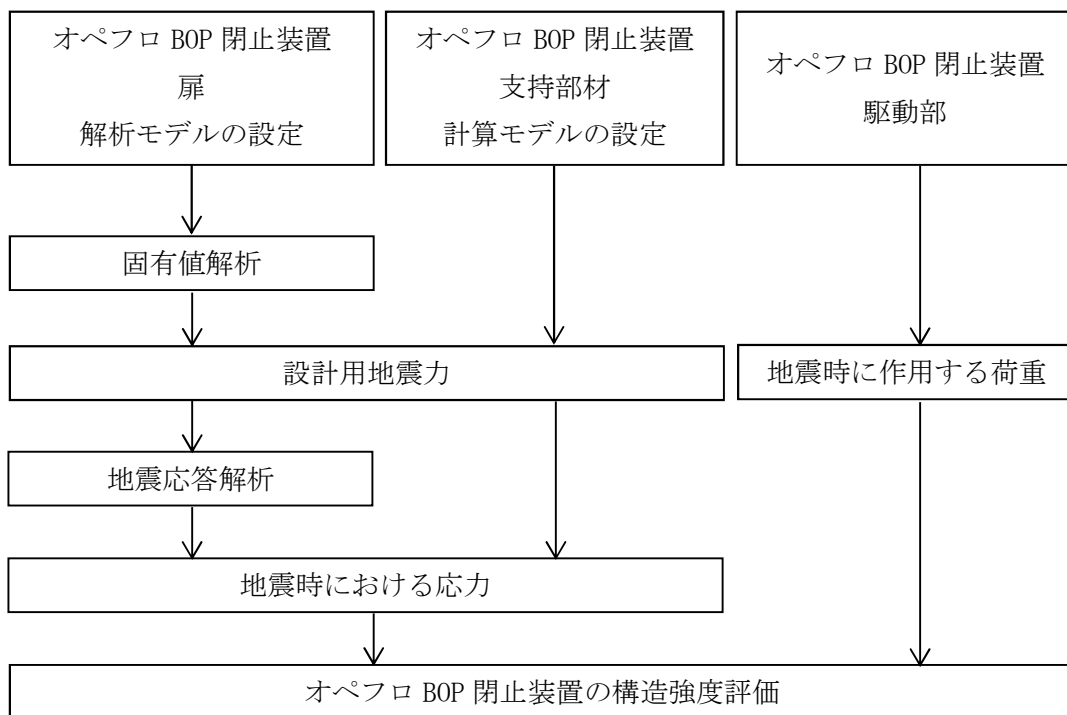 オペフロ BOP 閉止装置
扉
解析モデルの設定
オペフロ BOP 閉止装置
支持部材
計算モデルの設定
オペフロ BOP 閉止装置
駆動部
固有値解析
設計用地震力
地震時に作用する荷重
地震応答解析
地震時における応力
オペフロ BOP 閉止装置の構造強度評価